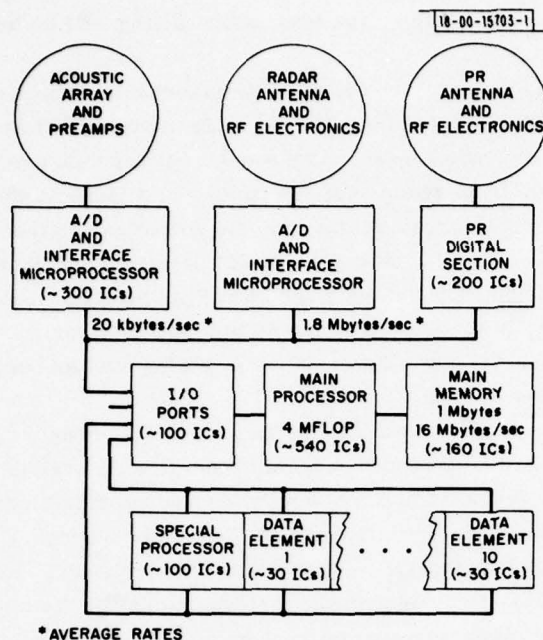 18-00-15703-1
ACOUSTIC
ARRAY
AND
PREAMPS
RADAR
ANTENNA
AND
RF ELECTRONICS
PR
ANTENNA
AND
RF ELECTRONICS
A/D
AND
INTERFACE
MICROPROCESSOR
(~300 ICs)
A/D
AND
INTERFACE
MICROPROCESSOR
PR
DIGITAL
SECTION
(~200 ICs)
20 kbytes/sec *
1.8 Mbytes/sec *
I/O
PORTS
(~100 ICs)
MAIN
PROCESSOR
4 MFLOP
(~540 ICs)
MAIN
MEMORY
1 Mbytes
16 Mbytes/sec
(~160 ICs)
SPECIAL
PROCESSOR
(~100 ICs)
DATA
ELEMENT
1
(~30 ICs)
. . .
DATA
ELEMENT
10
(~30 ICs)
* AVERAGE RATES